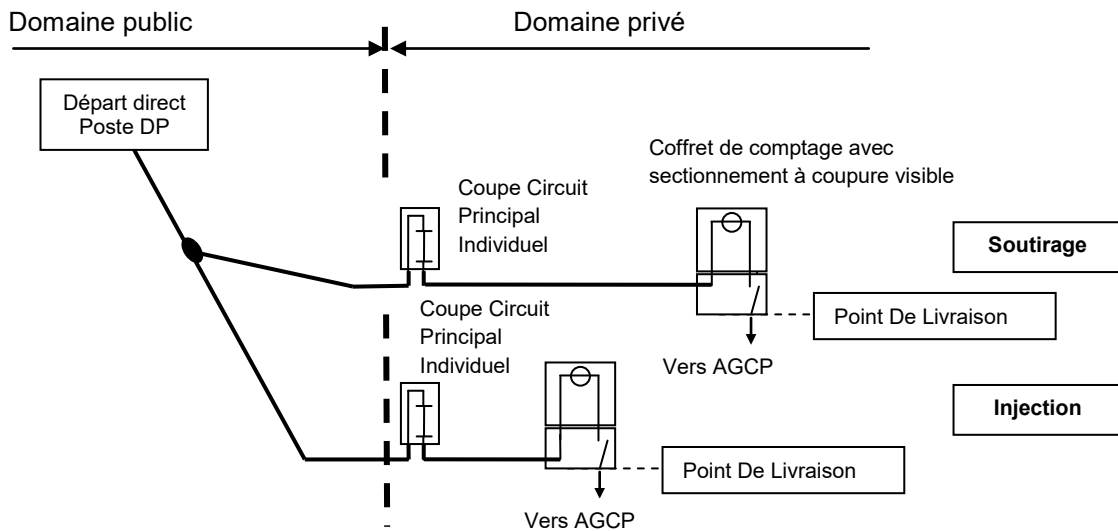 Domaine public
Domaine privé
Départ direct
Poste DP
Coffret de comptage avec
sectionnement à coupure visible
Coupe Circuit
Principal
Individuel
Soutirage
Coupe Circuit
Principal
Individuel
Point De Livraison
Vers AGCP
Injection
Point De Livraison
Vers AGCP